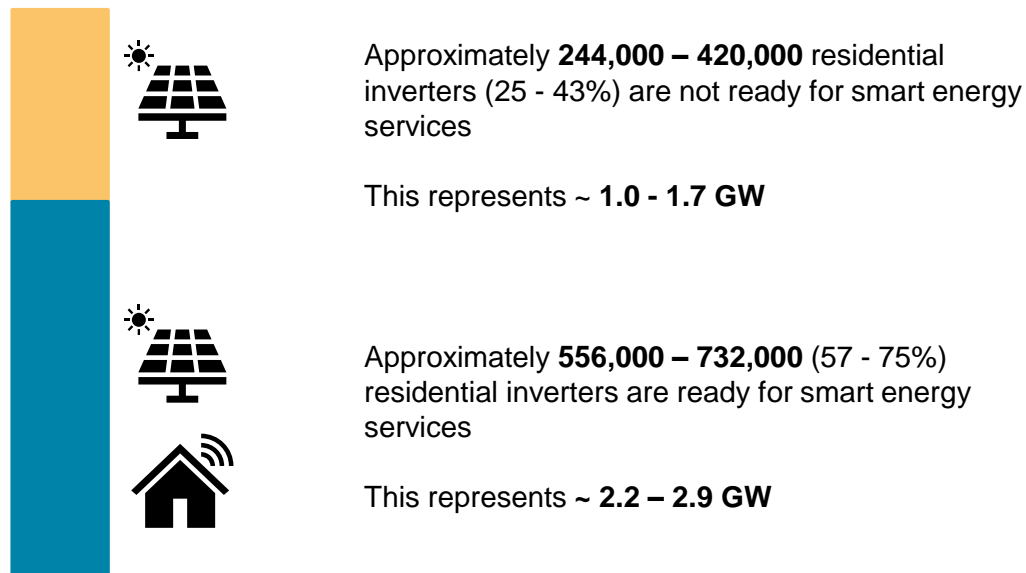 Approximately 244,000 – 420,000 residential
inverters (25 - 43%) are not ready for smart energy
services
This represents ~ 1.0 - 1.7 GW
Approximately 556,000 – 732,000 (57 - 75%)
residential inverters are ready for smart energy
services
This represents ~ 2.2 – 2.9 GW